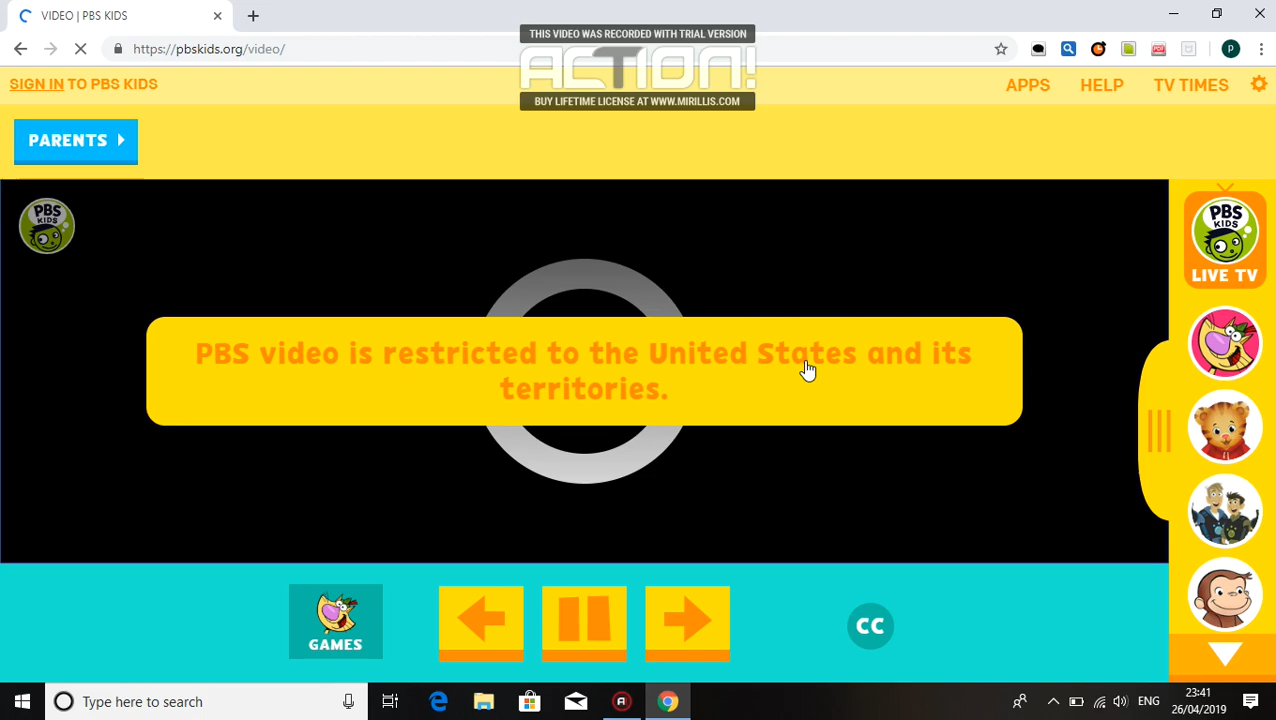 VIDEO | PBS KIDS
THIS VIDEO WAS RECORDED WITH TRIAL VERSION
ACTION!
BUY LIFETIME LICENSE AT WWW.MIRILLIS.COM
https://pbskids.org/video/
p
SIGN IN TO PBS KIDS
APPS
HELP
TV TIMES
PARENTS
PBS KIDS
PBS video is restricted to the United States and its
territories.
PBS KIDS
LIVE TV
GAMES
CC
Type here to search
ENG
23:41
26/04/2019